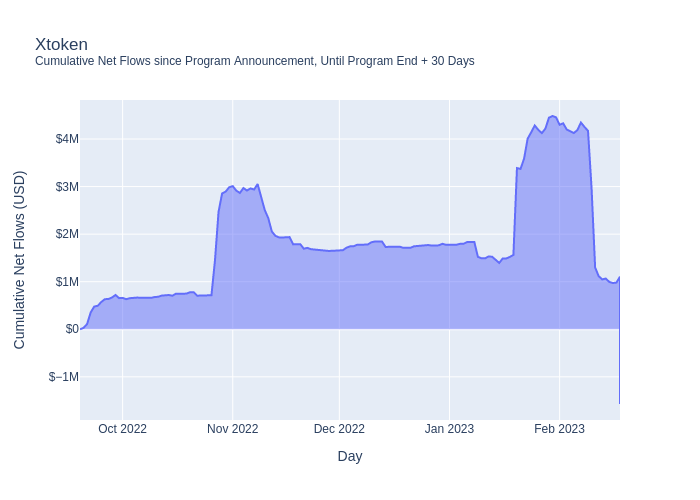 Xtoken
Cumulative Net Flows since Program Announcement, Until Program End + 30 Days
Cumulative Net Flows (USD)
$4M
$3M
$2M
$1M
$0
$−1M
Oct 2022
Nov 2022
Dec 2022
Jan 2023
Feb 2023
Day